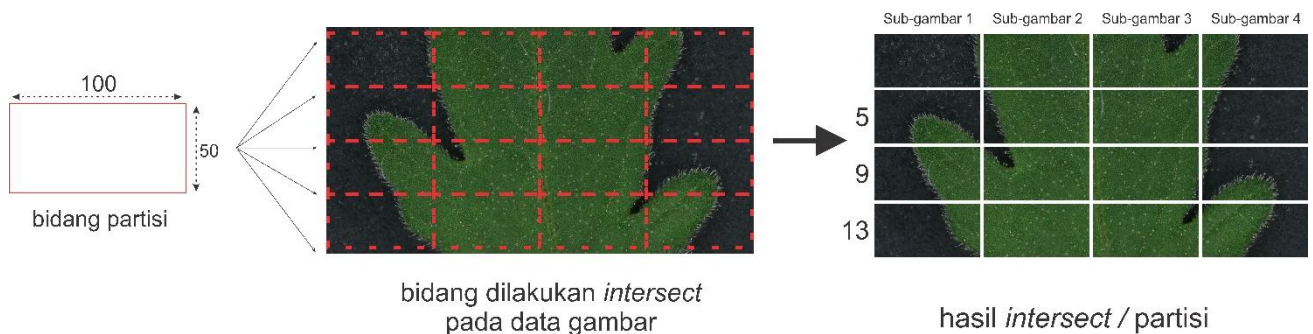 100
50
bidang partisi
bidang dilakukan intersect
pada data gambar
Sub-gambar 1 Sub-gambar 2 Sub-gambar 3 Sub-gambar 4
5
9
13
hasil intersect / partisi